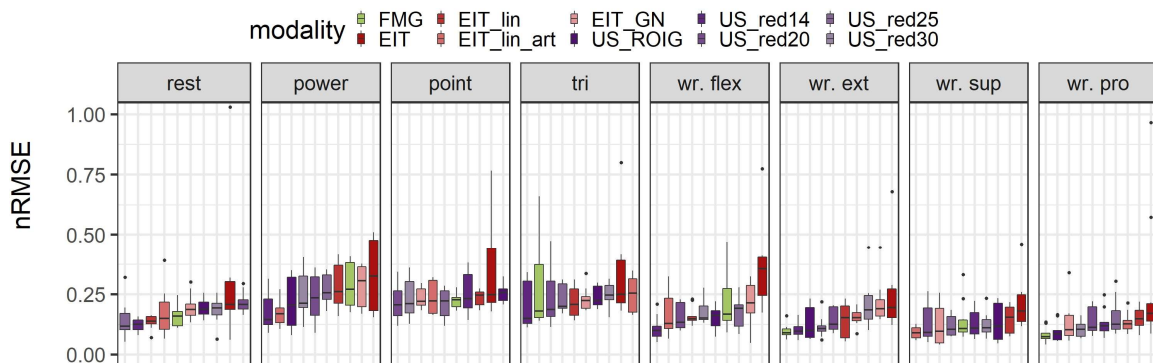 modality FMG EIT_lin EIT_GN US_red14 US_red25
EIT EIT_lin_art US_ROIG US_red20 US_red30
rest power point tri wr. flex wr. ext wr. sup wr. pro
nRMSE
1.00
0.75
0.50
0.25
0.00